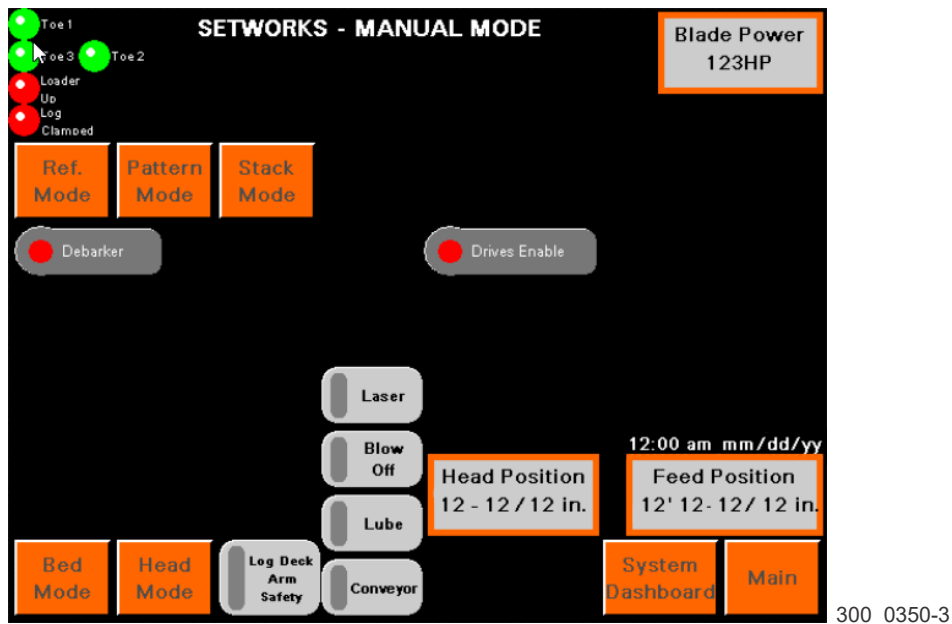 Toe 1
SETWORKS - MANUAL MODE
Blade Power
123HP
Toe 3
Toe 2
Loader
Up
Log
Clamped
Ref.
Mode
Pattern
Mode
Stack
Mode
Debarker
Drives Enable
Laser
Blow
Off
12:00 am mm/dd/yy
Head Position
12 - 12 / 12 in.
Feed Position
12' 12- 12/ 12 in.
Lube
Bed
Mode
Head
Mode
Log Deck
Arm
Safety
Conveyor
System
Dashboard
Main
300_0350-3